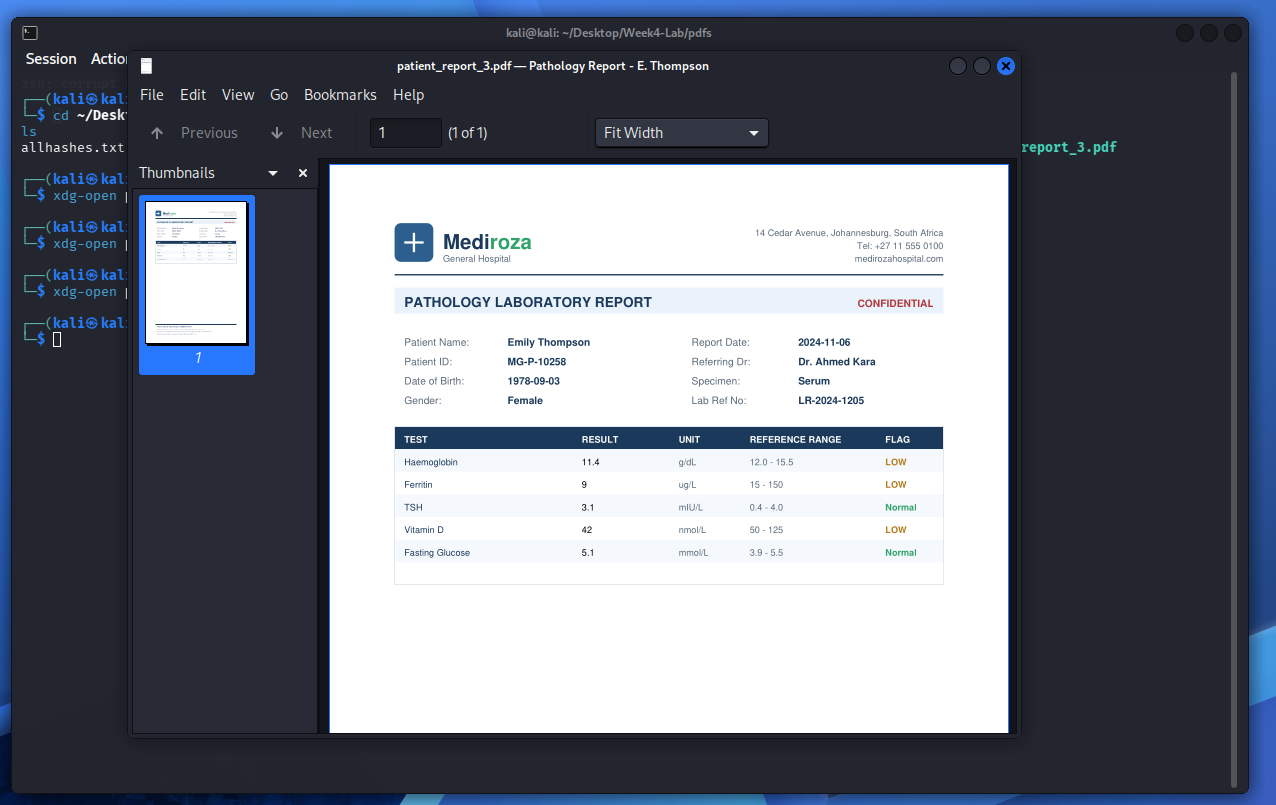 kali@kali: ~/Desktop/Week4-Lab/pdfs
Session Actio
┌──(kali㉿kal
└─$ cd ~/Desk
ls
allhashes.txt
report_3.pdf
┌──(kali㉿kal
└─$ xdg-open p
┌──(kali㉿kal
└─$ xdg-open p
┌──(kali㉿kal
└─$ xdg-open p
┌──(kali㉿kal
└─$
patient_report_3.pdf — Pathology Report - E. Thompson
File Edit View Go Bookmarks Help
Previous Next 1 (1 of 1) Fit Width
Thumbnails
1
Mediroza
General Hospital
14 Cedar Avenue, Johannesburg, South Africa
Tel: +27 11 555 0100
medirozahospital.com
PATHOLOGY LABORATORY REPORT CONFIDENTIAL
Patient Name: Emily Thompson Report Date: 2024-11-06
Patient ID: MG-P-10258 Referring Dr: Dr. Ahmed Kara
Date of Birth: 1978-09-03 Specimen: Serum
Gender: Female Lab Ref No: LR-2024-1205
TEST RESULT UNIT REFERENCE RANGE FLAG
Haemoglobin 11.4 g/dL 12.0 - 15.5 LOW
Ferritin 9 ug/L 15 - 150 LOW
TSH 3.1 mIU/L 0.4 - 4.0 Normal
Vitamin D 42 nmol/L 50 - 125 LOW
Fasting Glucose 5.1 mmol/L 3.9 - 5.5 Normal